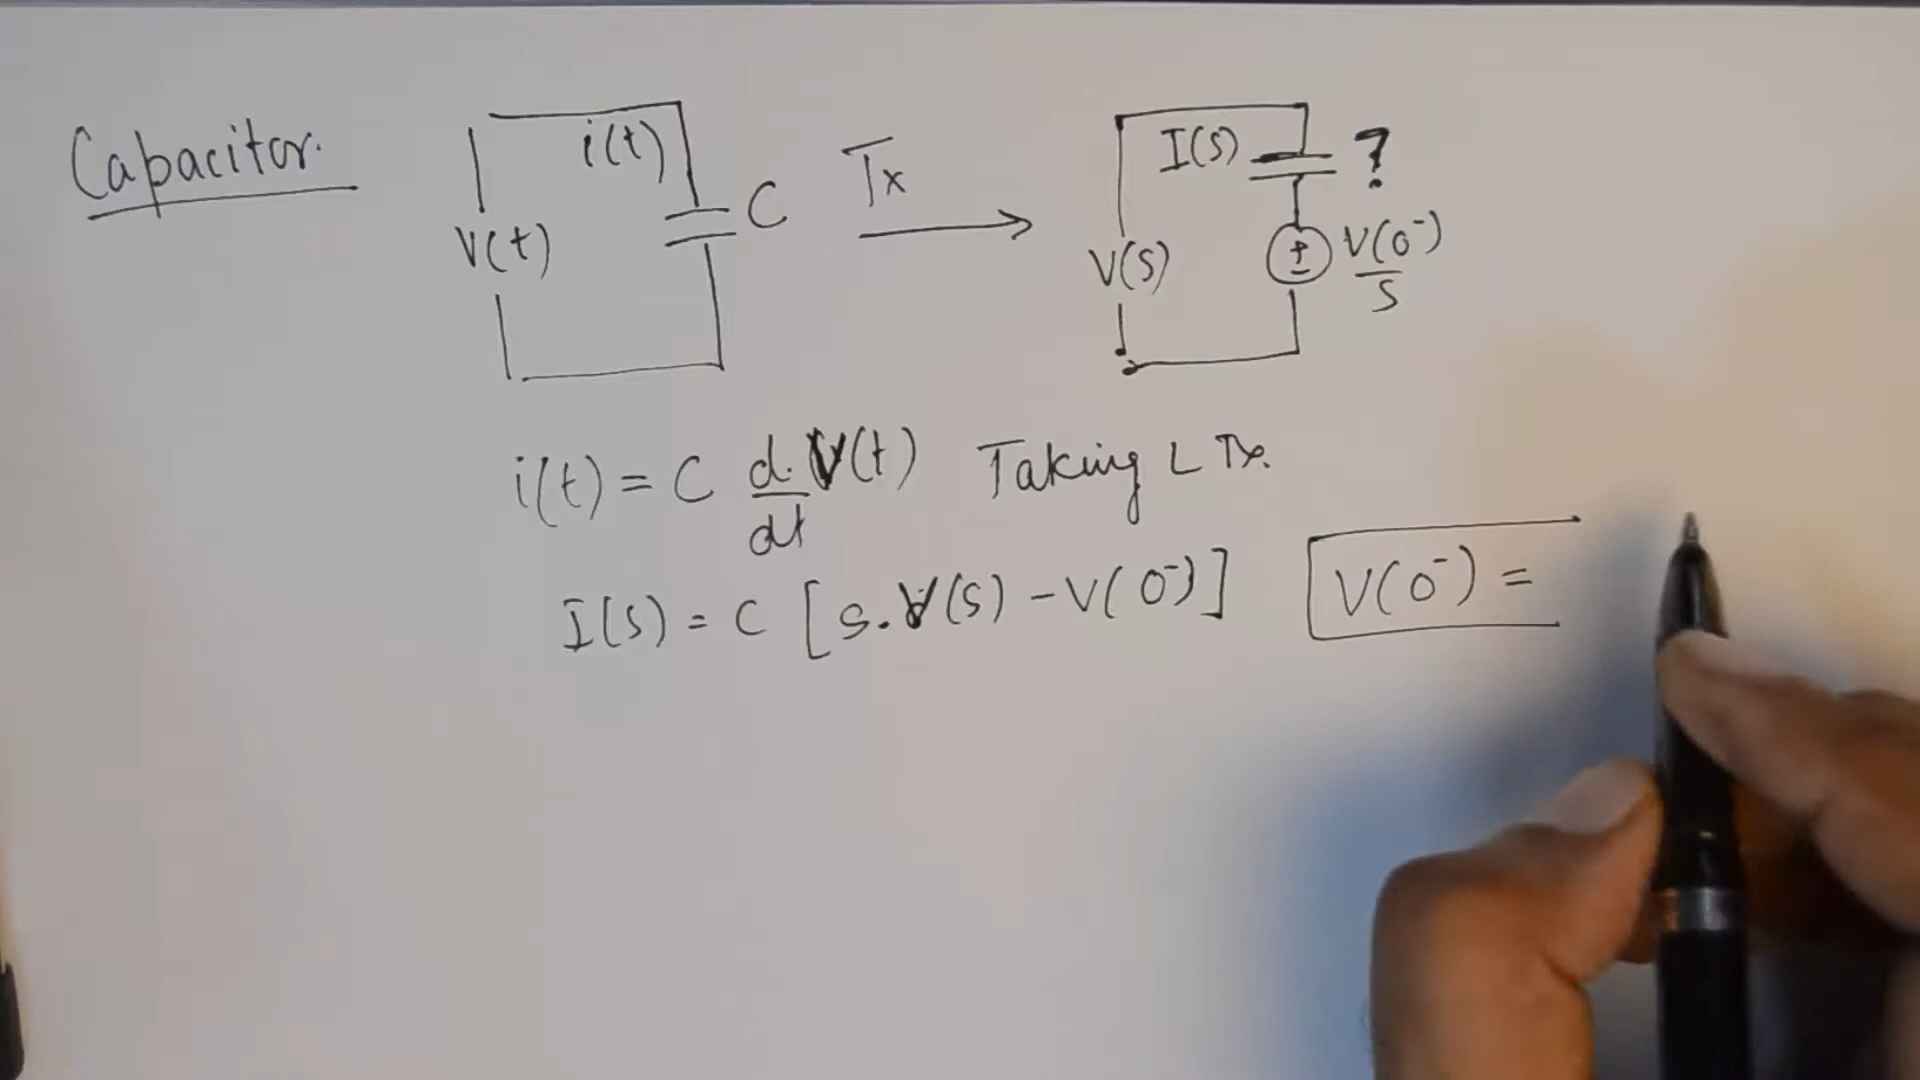 Capacitor.
i(t)
V(t)
C
Tx
I(S)
?
V(S)
±
V(0⁻)
S
i(t) = C d. V(t) Taking L Tx.
dt
I(S) = C [S.V(S) - V(0⁻)]
V(0⁻) =